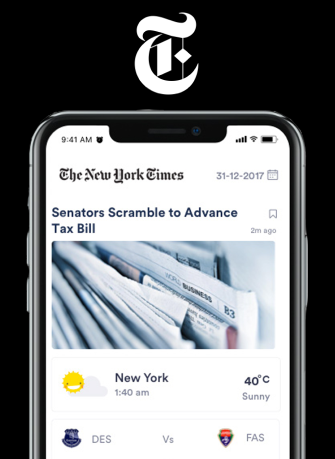 T
9:41 AM
The New York Times
31-12-2017
Senators Scramble to Advance
Tax Bill
2m ago
BUSINESS
B3
New York
40°C
1:40 am
Sunny
DES
Vs
FAS